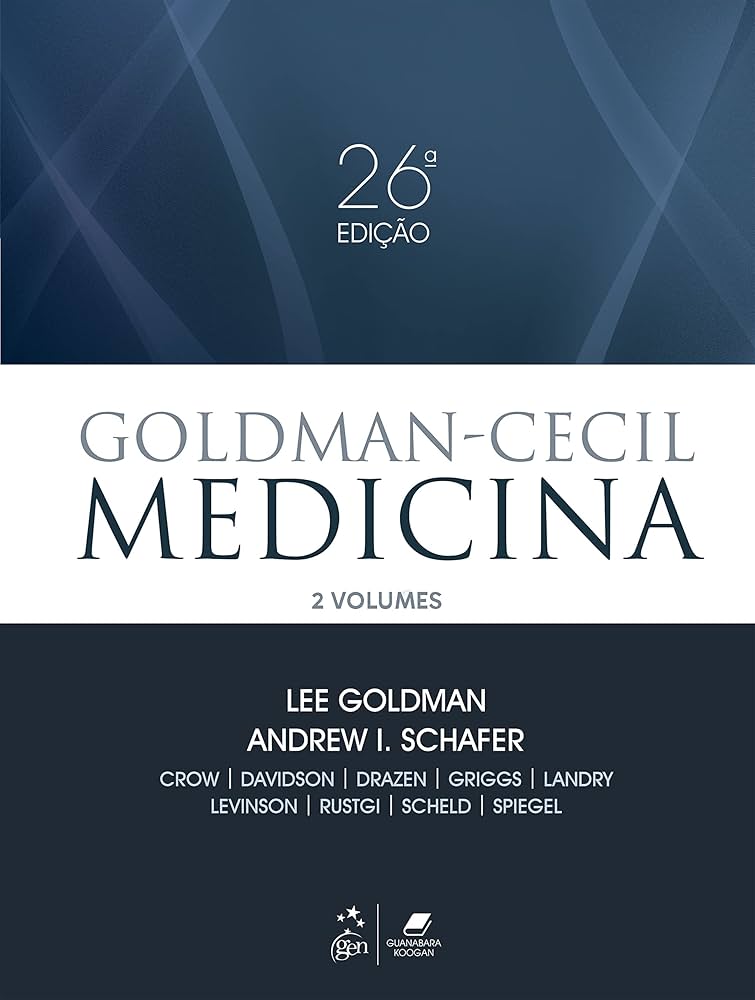 26ª
EDIÇÃO
GOLDMAN-CECIL
MEDICINA
2 VOLUMES
LEE GOLDMAN
ANDREW I. SCHAFER
CROW | DAVIDSON | DRAZEN | GRIGGS | LANDRY
LEVINSON | RUSTGI | SCHELD | SPIEGEL
gen
GUANABARA
KOOGAN